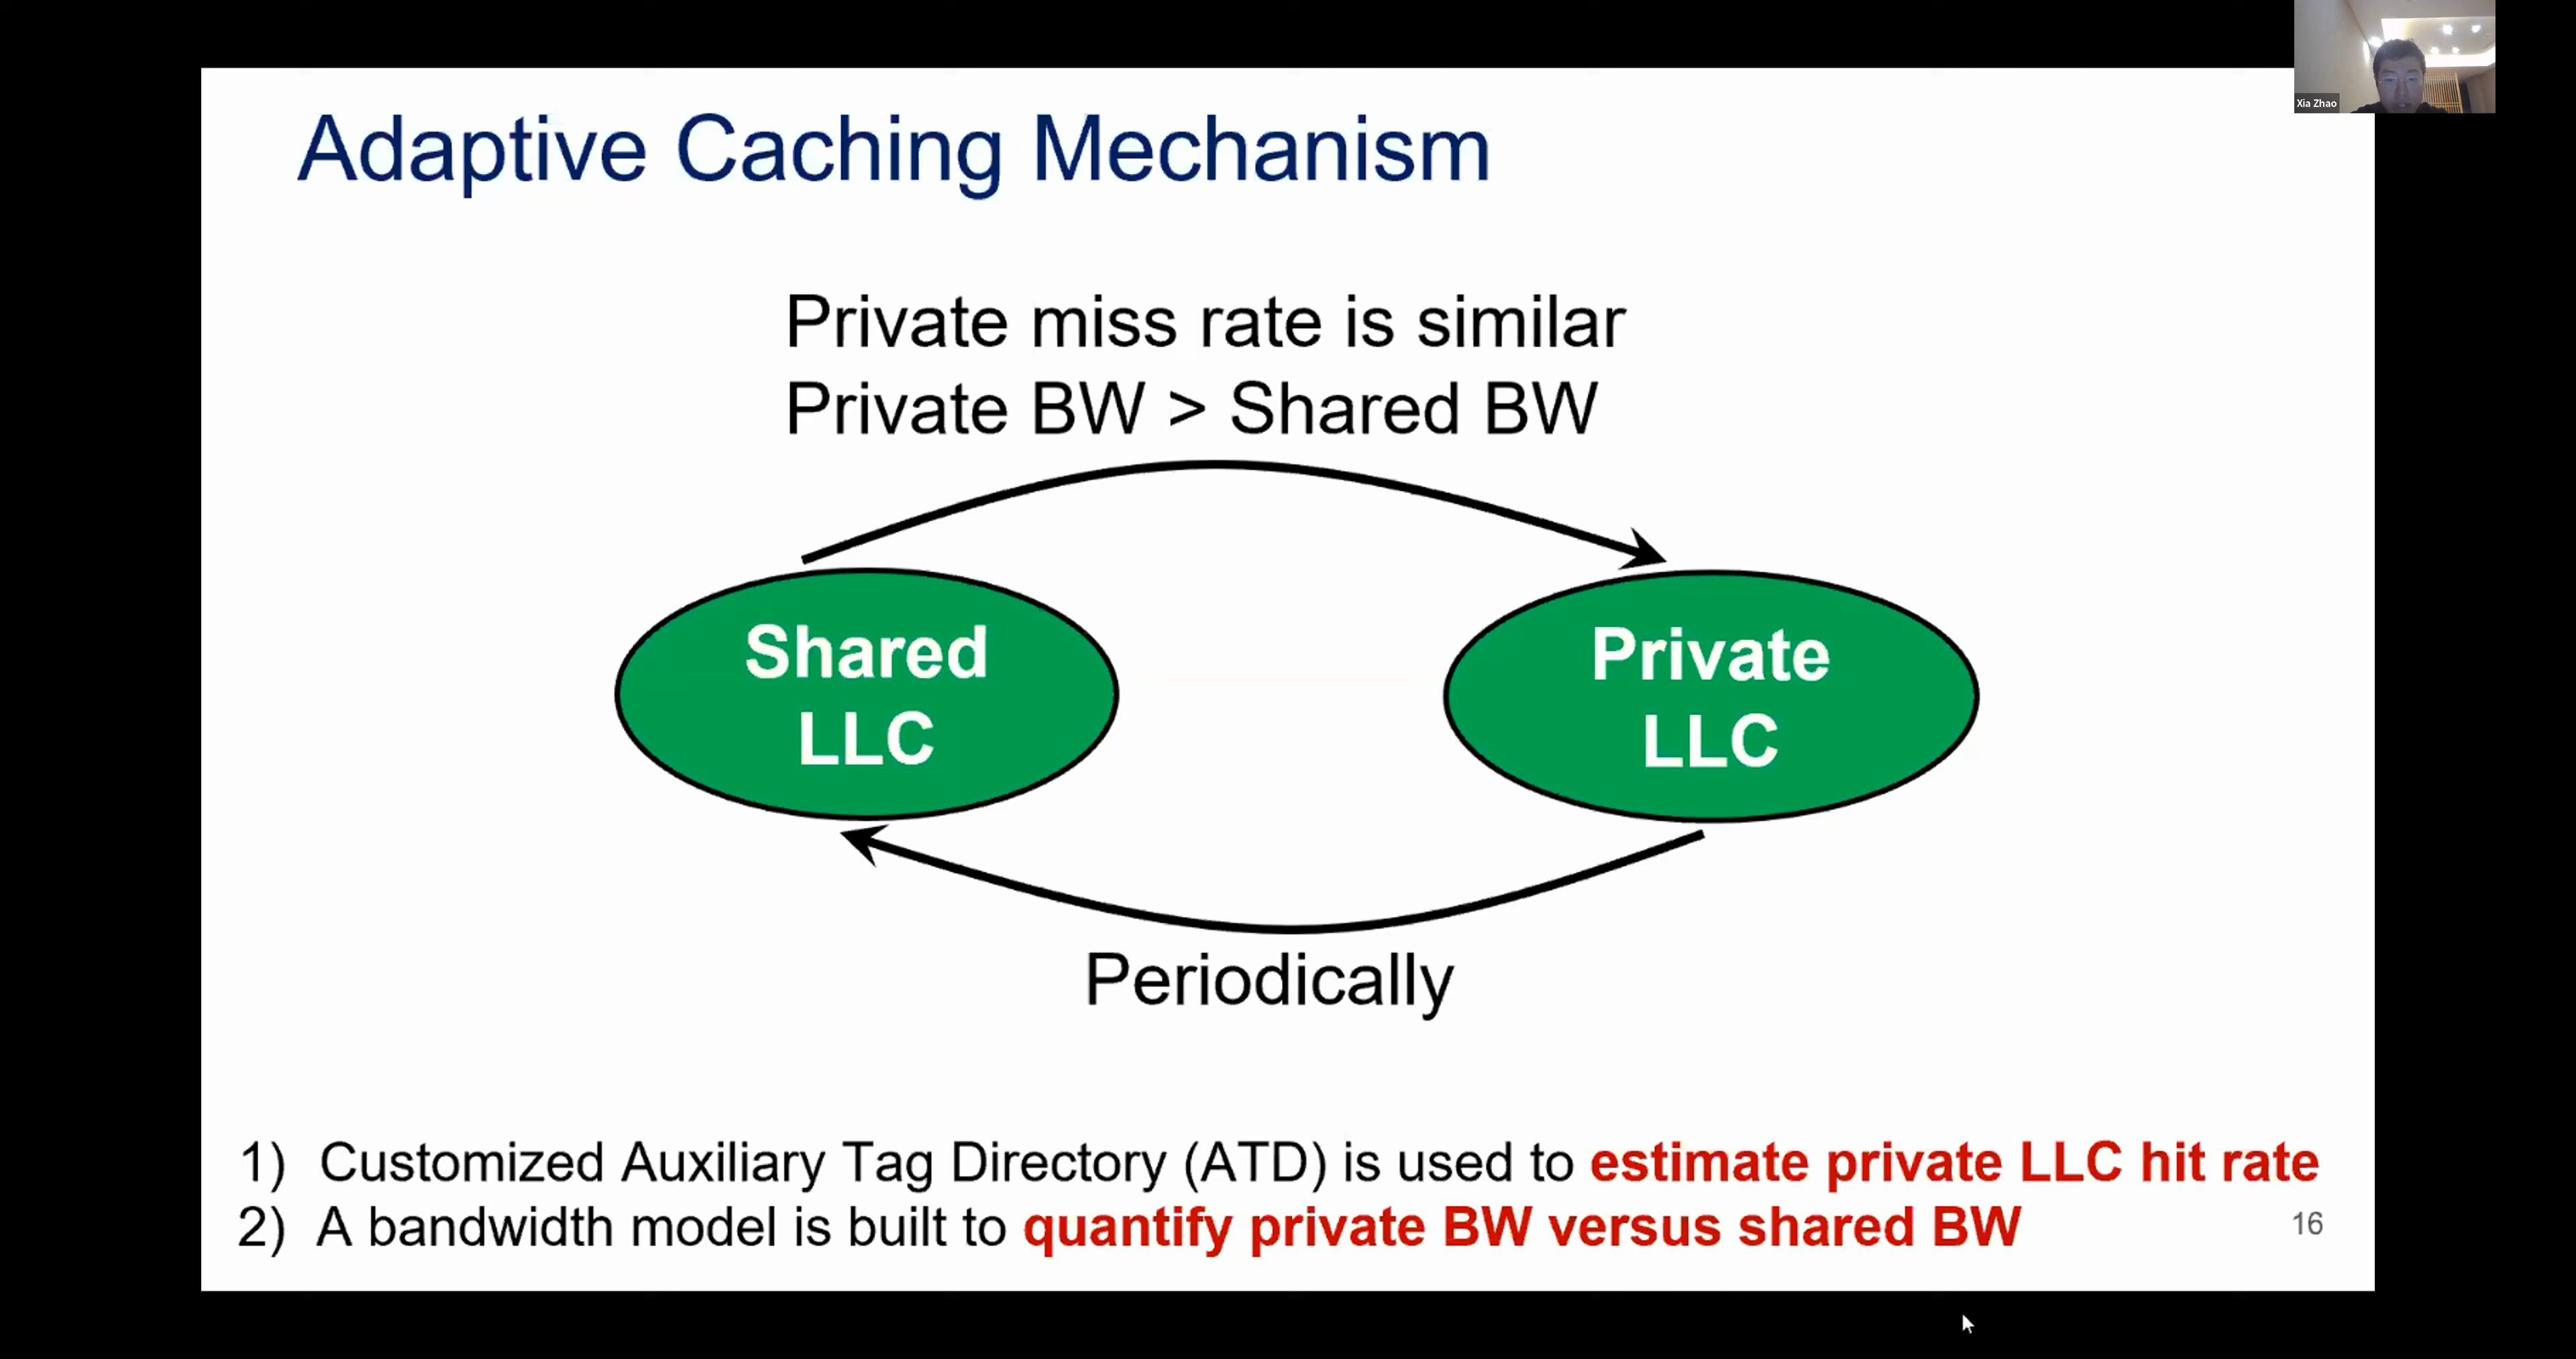 Xia Zhao
Adaptive Caching Mechanism
Private miss rate is similar
Private BW > Shared BW
Shared
LLC
Private
LLC
Periodically
1) Customized Auxiliary Tag Directory (ATD) is used to estimate private LLC hit rate
2) A bandwidth model is built to quantify private BW versus shared BW
16